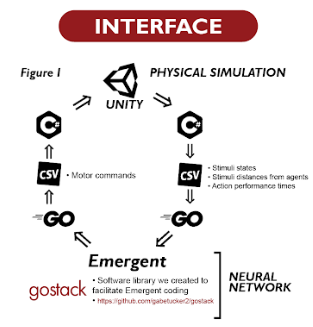 INTERFACE
Figure 1
PHYSICAL SIMULATION
UNITY
C#
C#
CSV
• Motor commands
CSV
• Stimuli states
• Stimuli distances from agents
• Action performance times
GO
GO
Emergent
gostack
• Software library we created to
facilitate Emergent coding
• https://github.com/gabetucker2/gostack
NEURAL
NETWORK